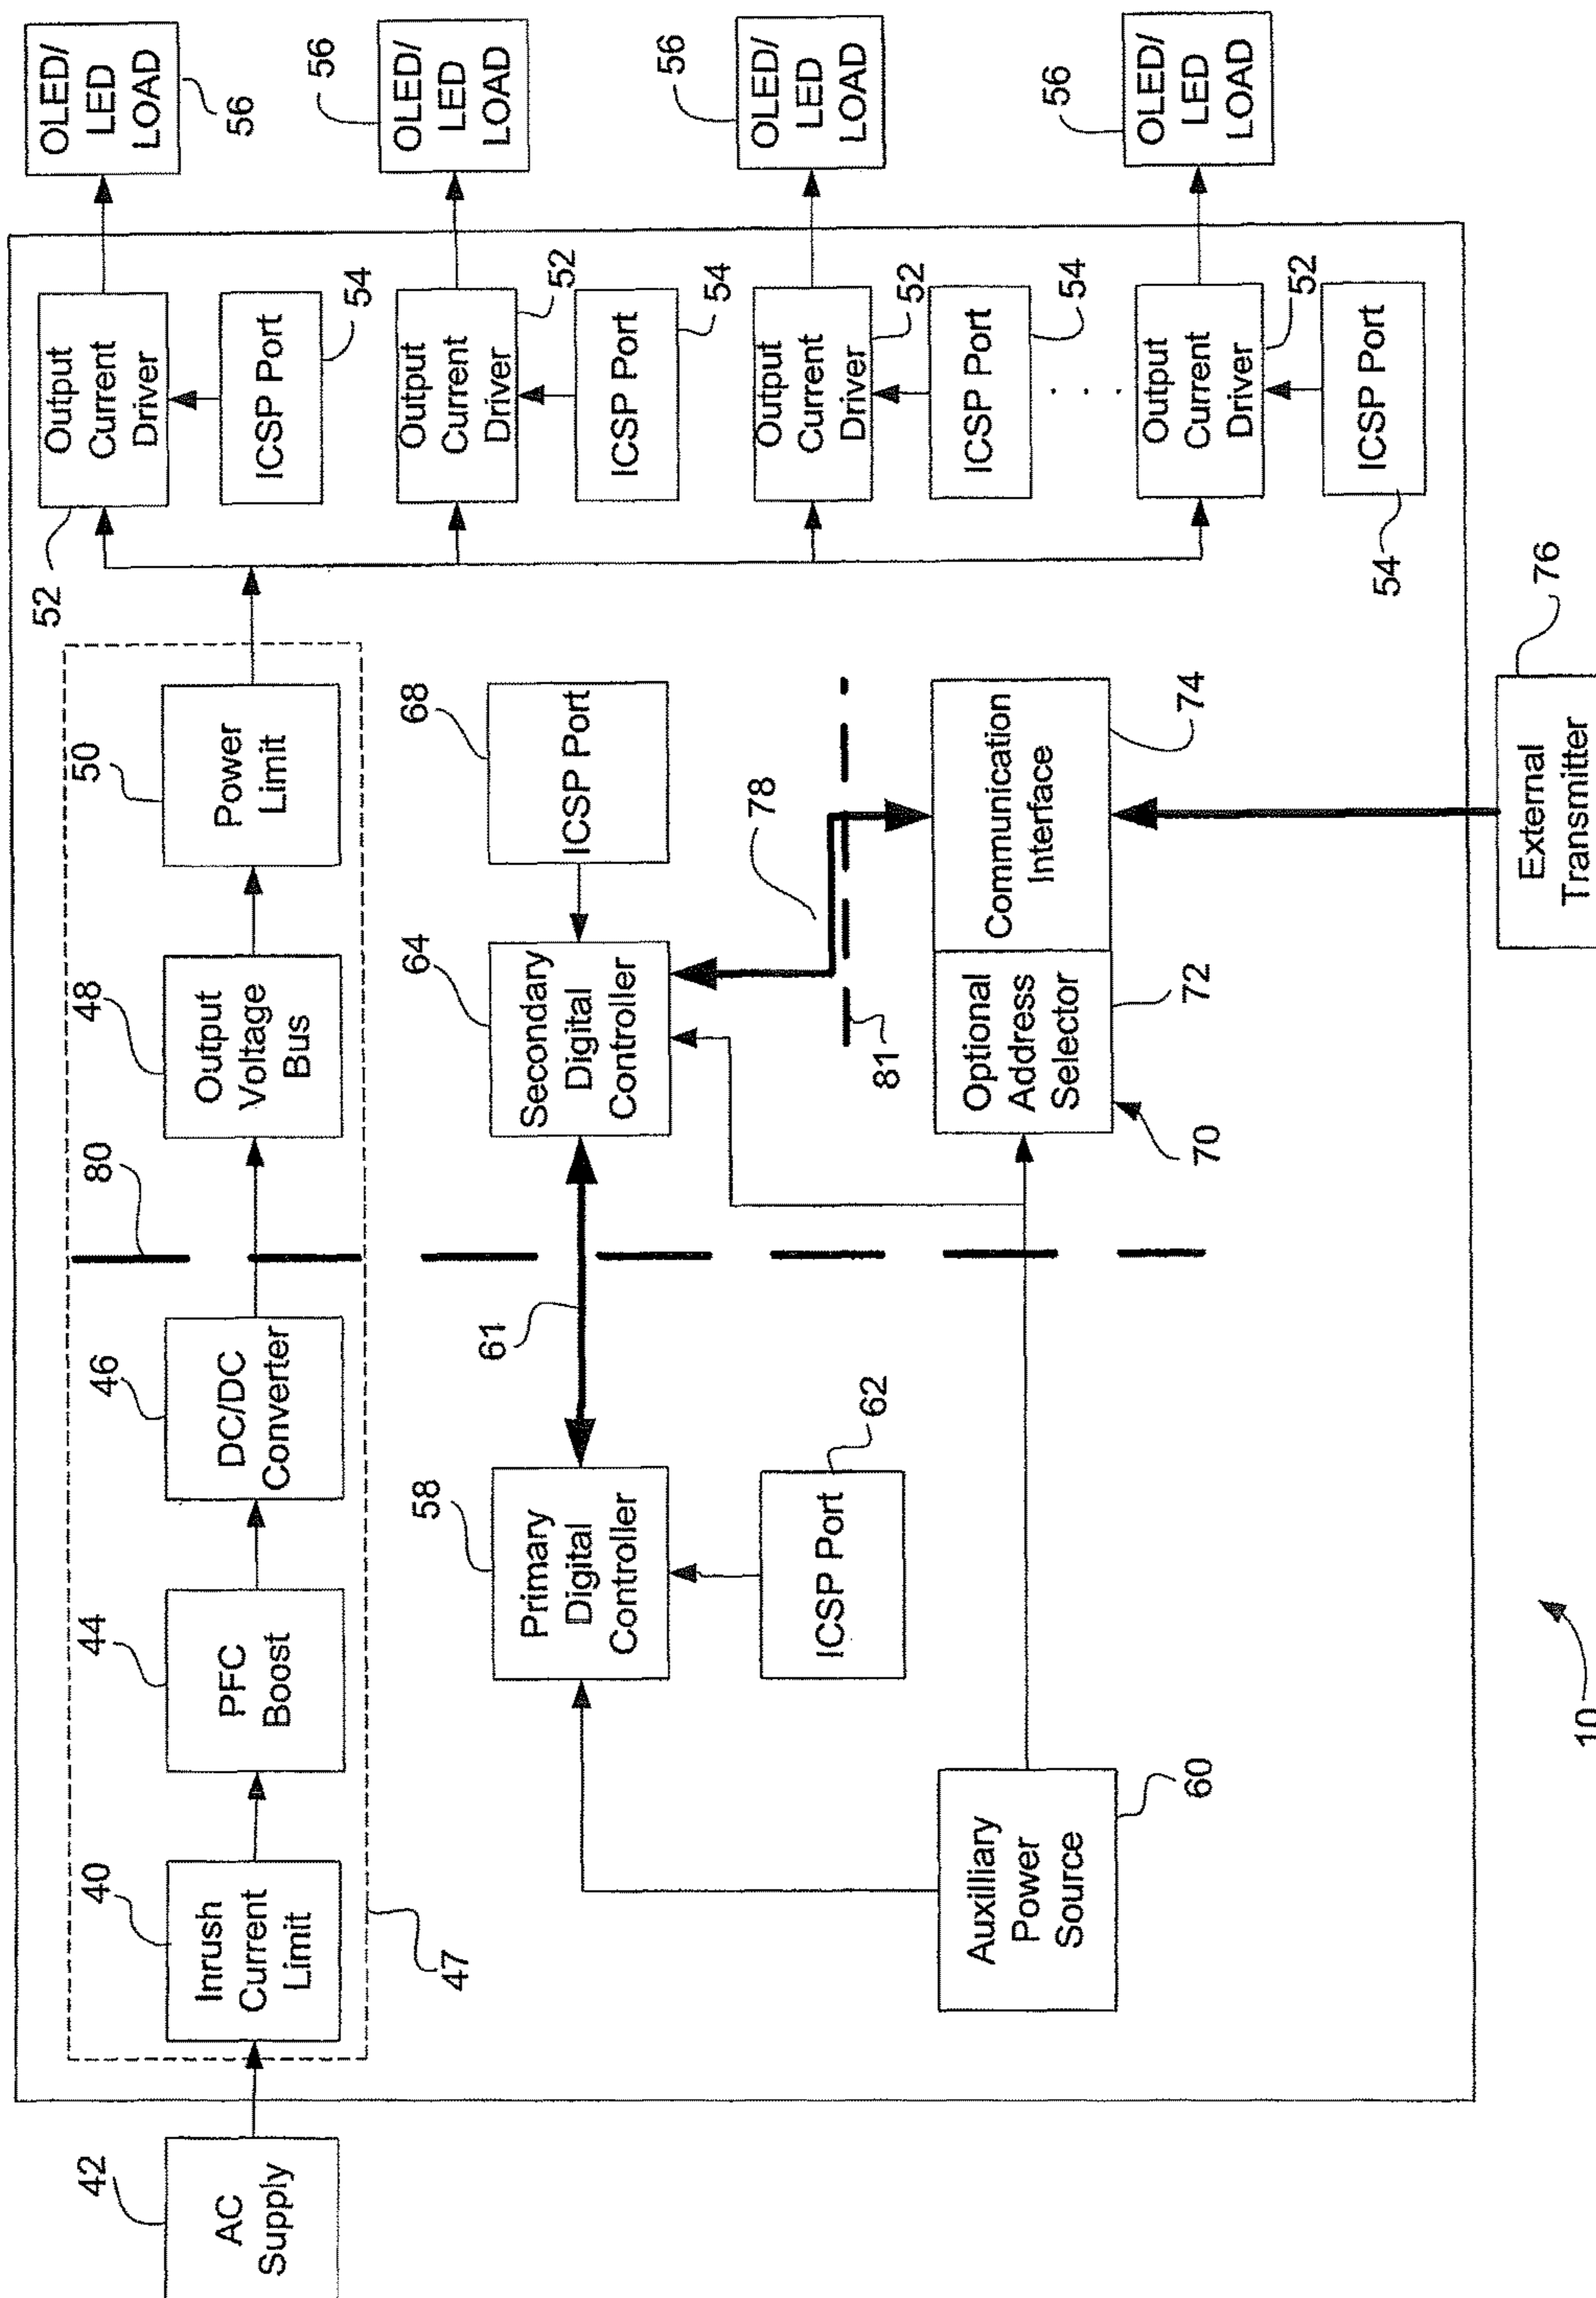 42
AC
Supply
40
Inrush
Current
Limit
44
PFC
Boost
46
DC/DC
Converter
80
48
Output
Voltage
Bus
50
Power
Limit
47
52
Output
Current
Driver
ICSP Port
54
OLED/
LED
LOAD
56
Output
Current
Driver
52
ICSP Port
54
OLED/
LED
LOAD
56
Output
Current
Driver
52
ICSP Port
54
OLED/
LED
LOAD
56
. . .
Output
Current
Driver
52
ICSP Port
54
OLED/
LED
LOAD
56
58
Primary
Digital
Controller
61
64
Secondary
Digital
Controller
68
ICSP Port
62
ICSP Port
78
81
Auxilliary
Power
Source
60
Optional
Address
Selector
72
70
Communication
Interface
74
76
External
Transmitter
10